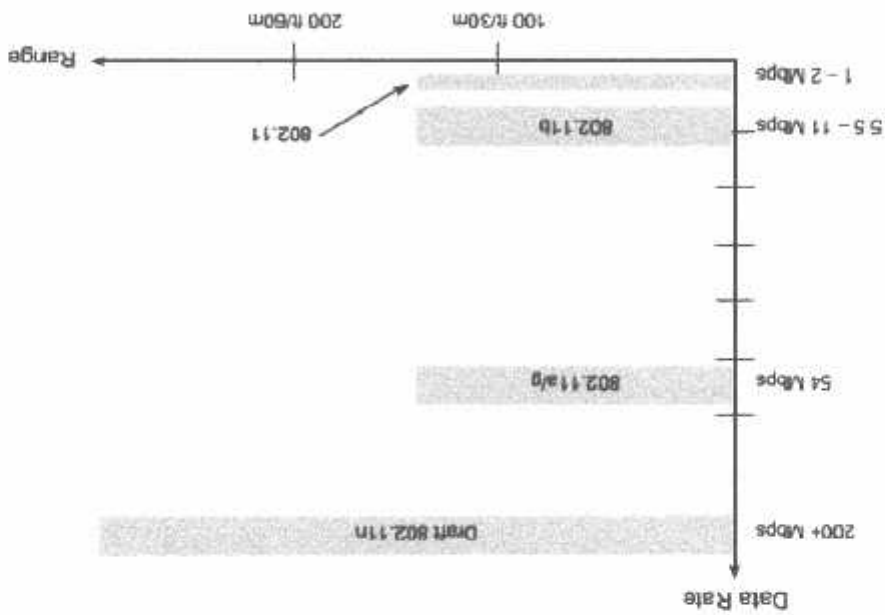 Data Rate
200+ Mbps
Draft 802.11n
54 Mbps
802.11a/g
5.5 – 11 Mbps
802.11b
802.11
1 – 2 Mbps
100 ft/30m
200 ft/60m
Range